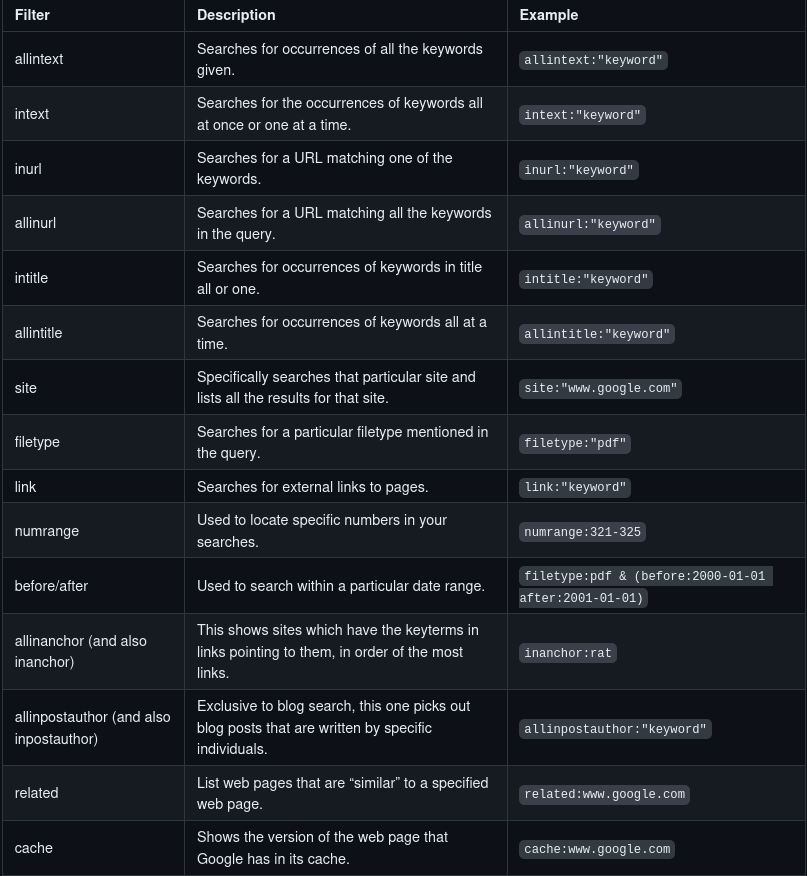 Filter Description Example
allintext
Searches for occurrences of all the keywords
given.
allintext:"keyword"
intext
Searches for the occurrences of keywords all
at once or one at a time.
intext:"keyword"
inurl
Searches for a URL matching one of the
keywords.
inurl:"keyword"
allinurl
Searches for a URL matching all the keywords
in the query.
allinurl:"keyword"
intitle
Searches for occurrences of keywords in title
all or one.
intitle:"keyword"
allintitle
Searches for occurrences of keywords all at a
time.
allintitle:"keyword"
site
Specifically searches that particular site and
lists all the results for that site.
site:"www.google.com"
filetype
Searches for a particular filetype mentioned in
the query.
filetype:"pdf"
link
Searches for external links to pages.
link:"keyword"
numrange
Used to locate specific numbers in your
searches.
numrange:321-325
before/after
Used to search within a particular date range.
filetype:pdf & (before:2000-01-01
after:2001-01-01)
allinanchor (and also
inanchor)
This shows sites which have the keyterms in
links pointing to them, in order of the most
links.
inanchor:rat
allinpostauthor (and also
inpostauthor)
Exclusive to blog search, this one picks out
blog posts that are written by specific
individuals.
allinpostauthor:"keyword"
related
List web pages that are “similar” to a specified
web page.
related:www.google.com
cache
Shows the version of the web page that
Google has in its cache.
cache:www.google.com